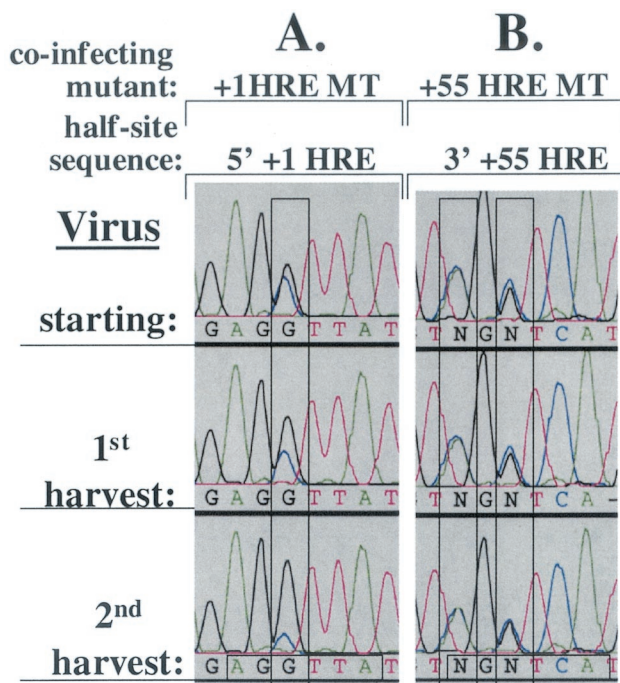 A. B.
co-infecting
mutant: +1HRE MT +55 HRE MT
half-site
sequence: 5' +1 HRE 3' +55 HRE
Virus
starting: G A G G T T A T T N G N T C A T
1st
harvest: G A G G T T A T T N G N T C A -
2nd
harvest: G A G G T T A T T N G N T C A T